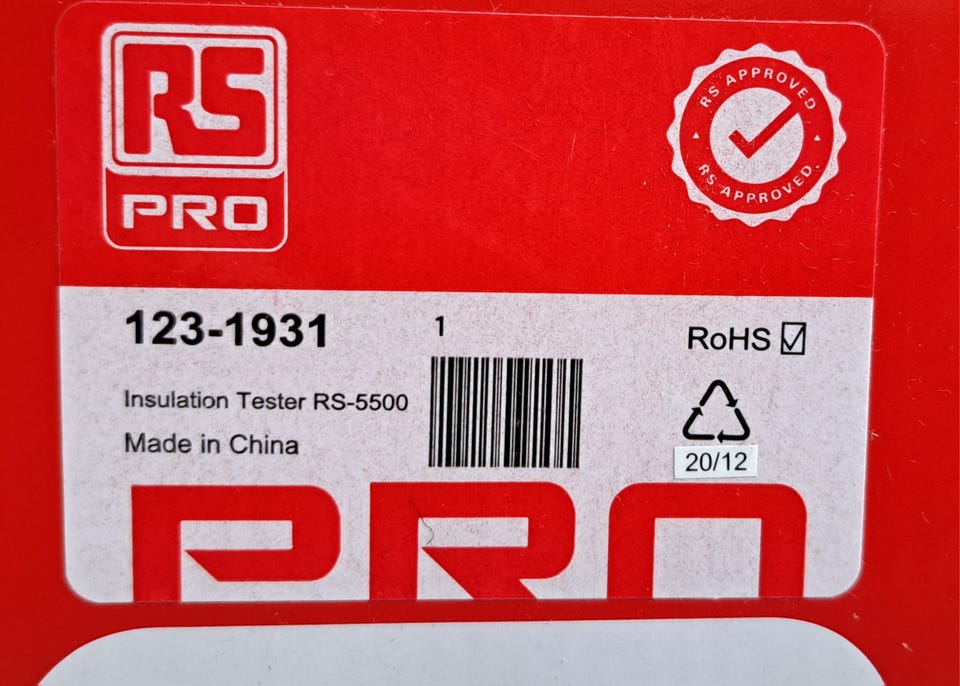 RS
PRO
RS APPROVED
RS APPROVED
123-1931
1
RoHS
Insulation Tester RS-5500
Made in China
20/12
PRO